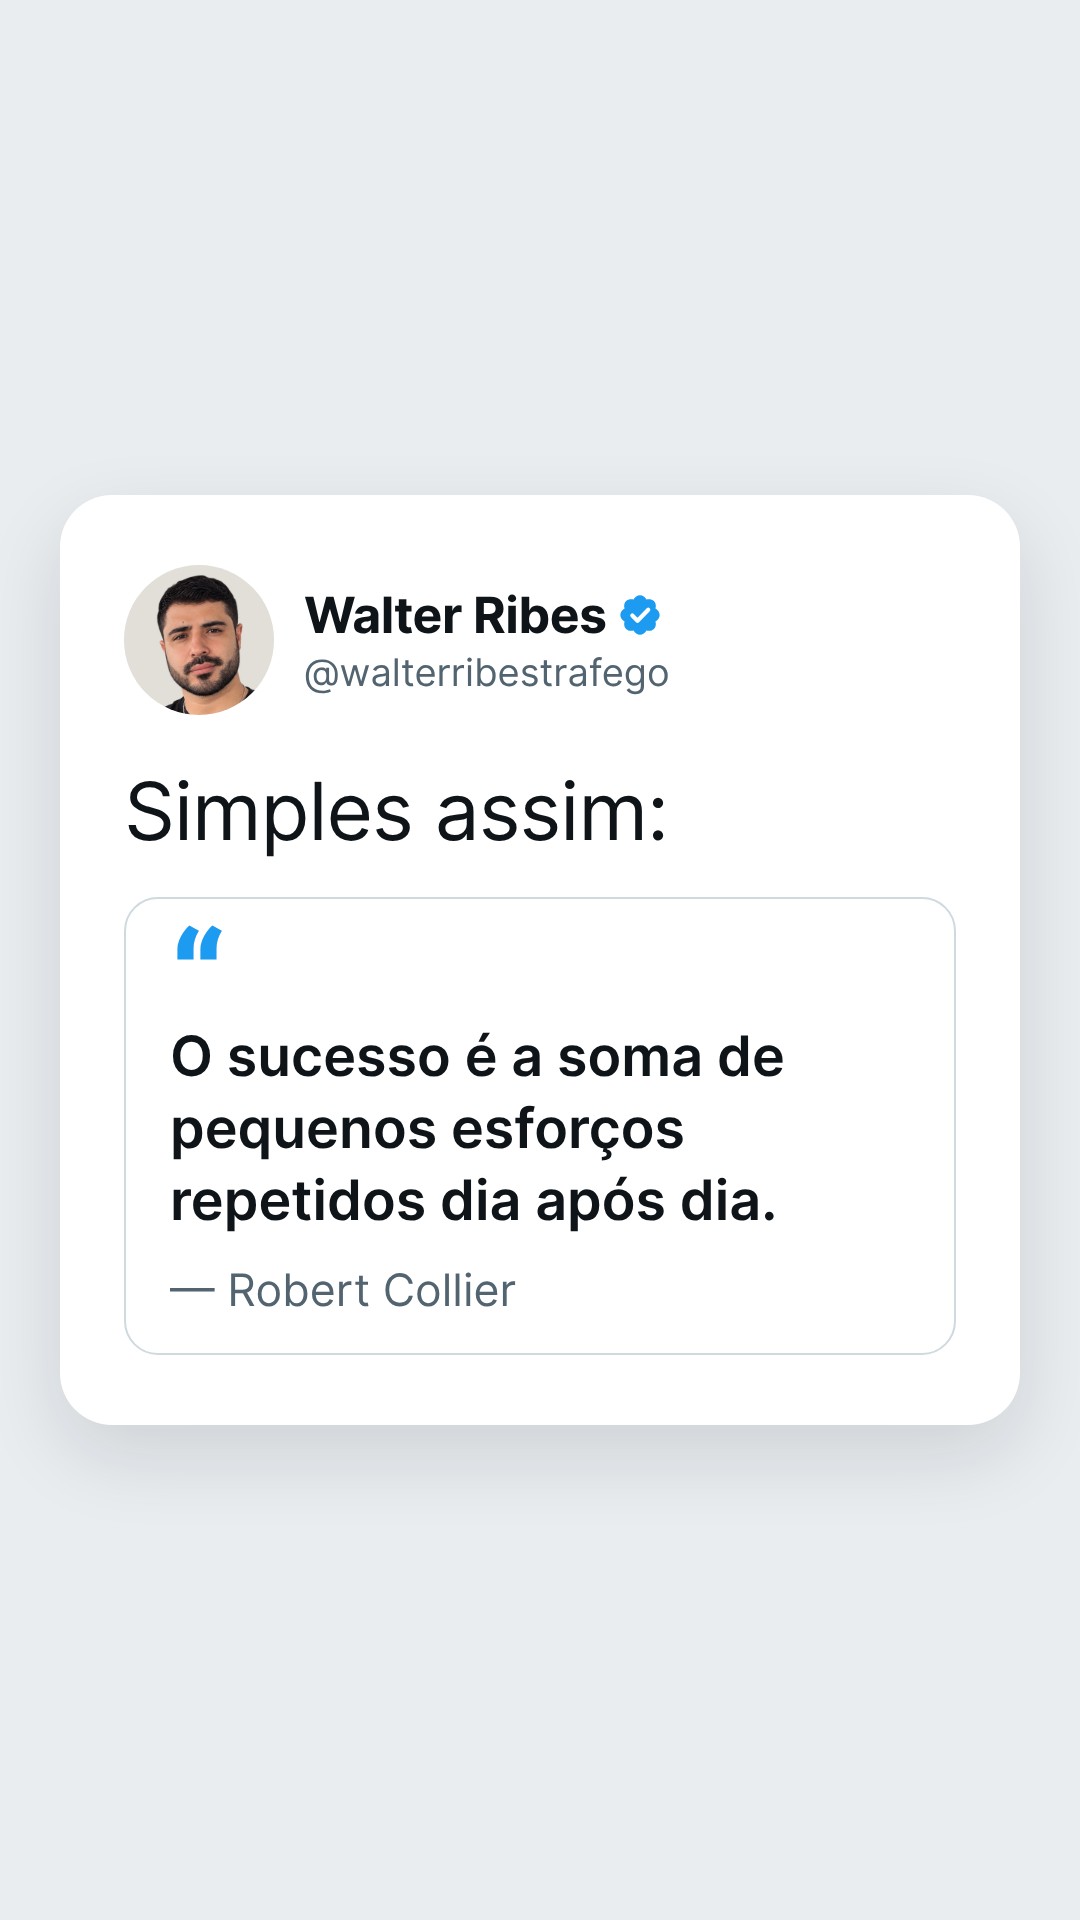 Walter Ribes
@walterribestrafego
Simples assim:
“
O sucesso é a soma de
pequenos esforços
repetidos dia após dia.
— Robert Collier